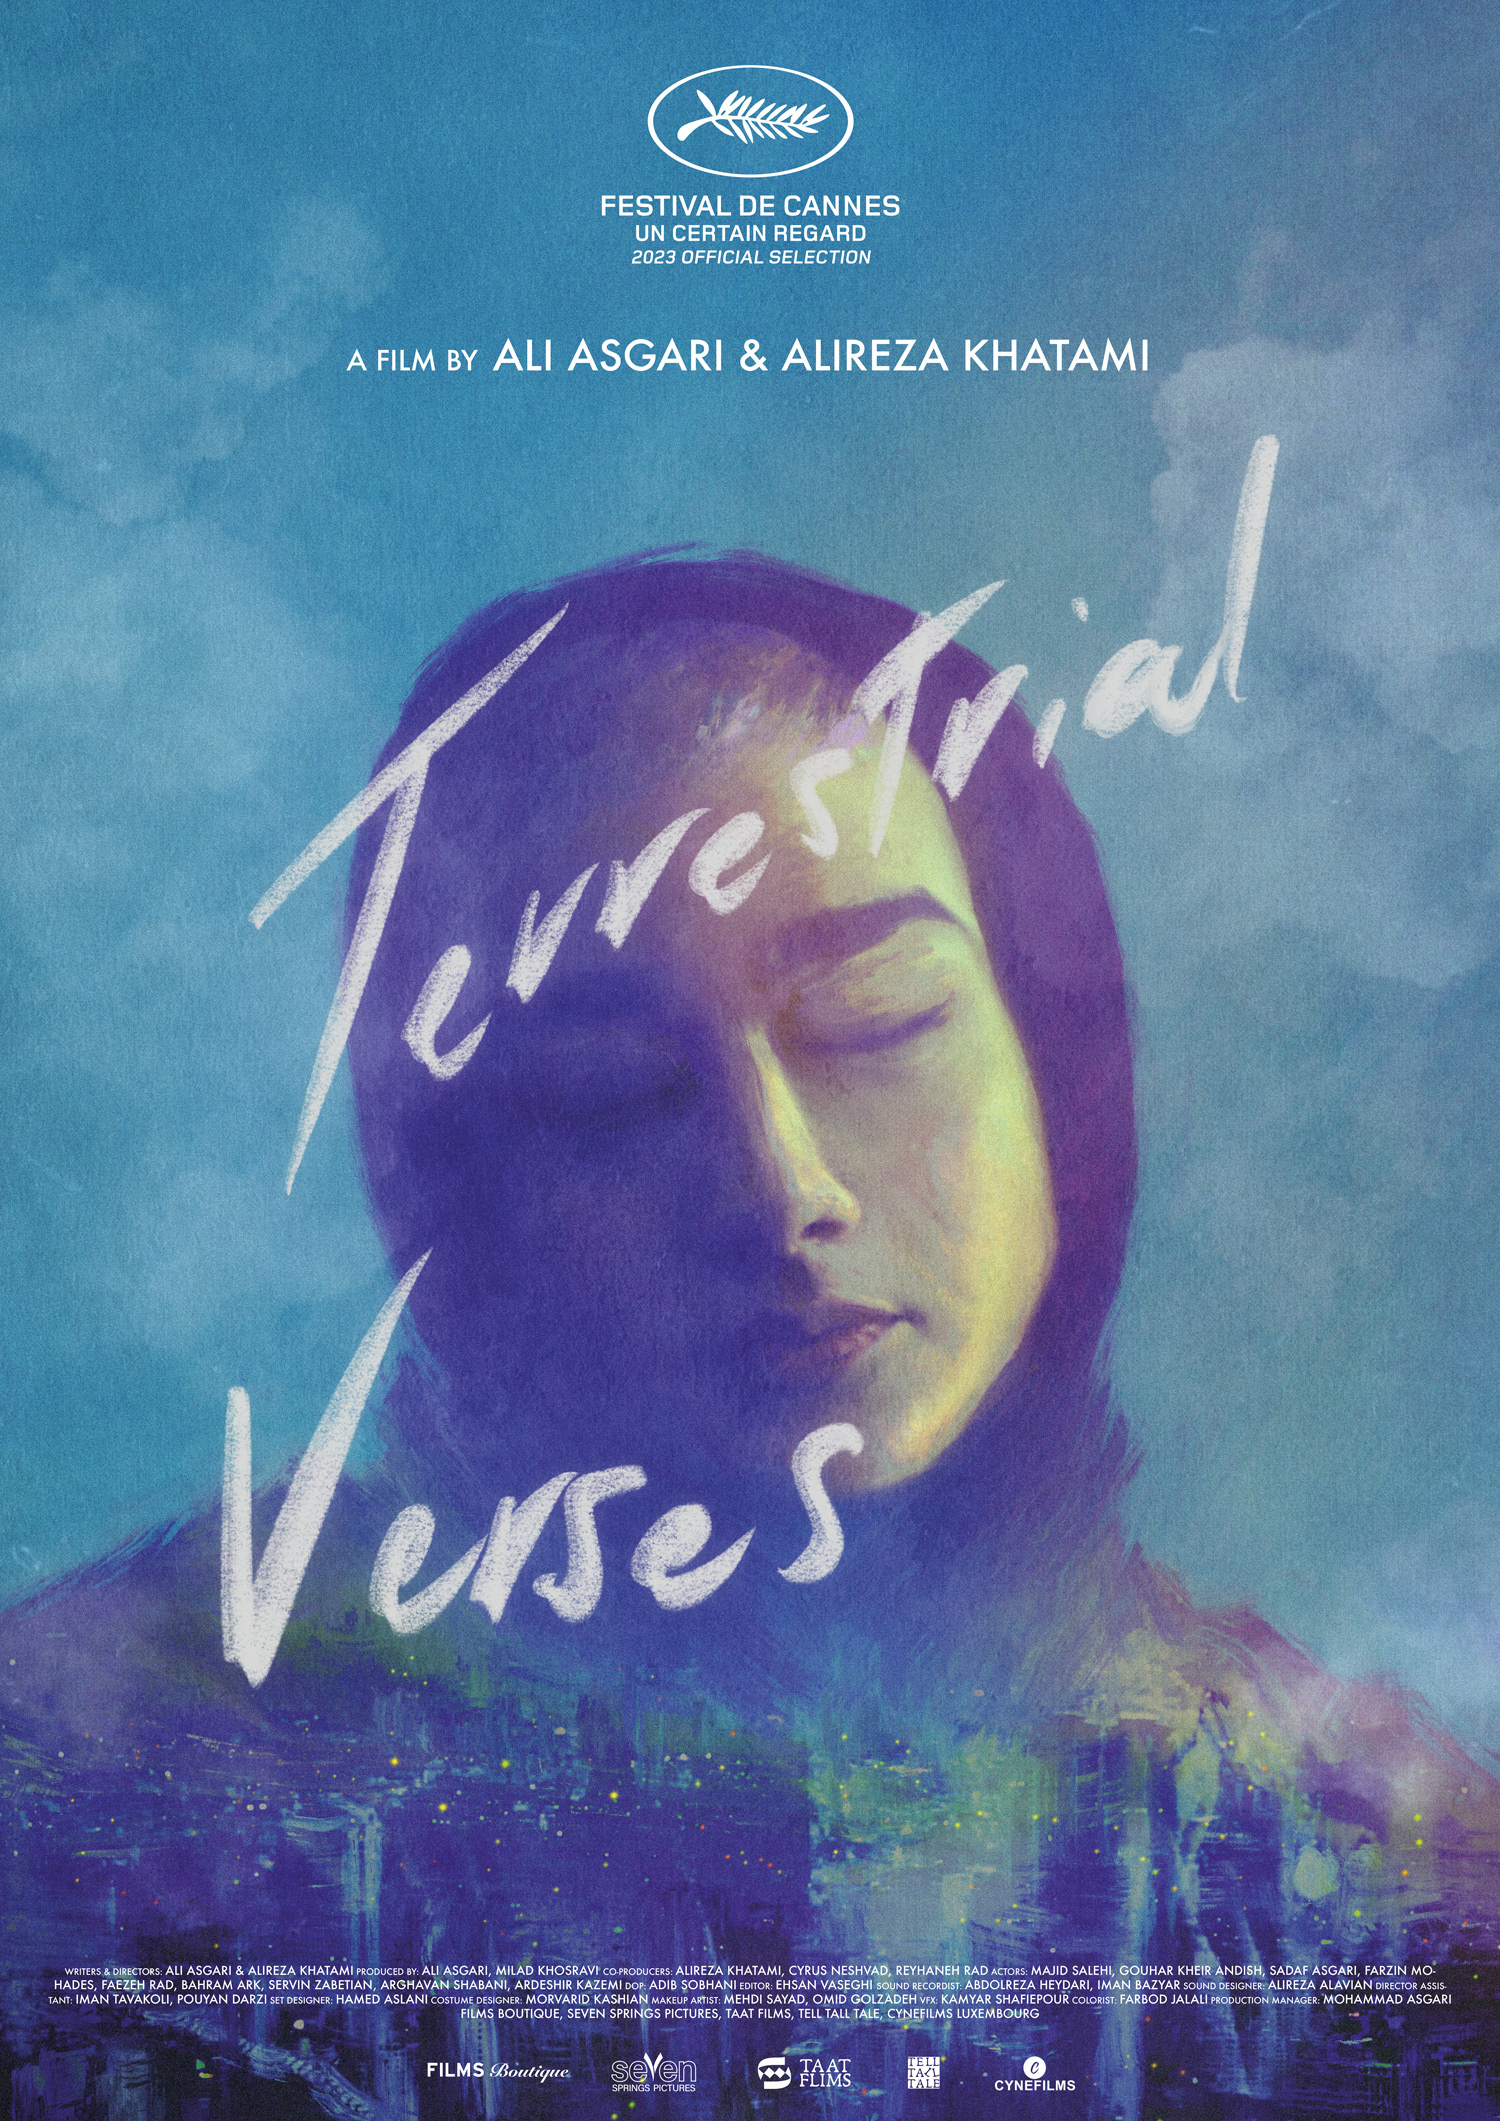 FESTIVAL DE CANNES
UN CERTAIN REGARD
2023 OFFICIAL SELECTION
A FILM BY ALI ASGARI & ALIREZA KHATAMI
Terrestrial
Verses
WRITERS & DIRECTORS: ALI ASGARI & ALIREZA KHATAMI PRODUCED BY: ALI ASGARI, MILAD KHOSRAVI CO-PRODUCERS: ALIREZA KHATAMI, CYRUS NESHVAD, REYHANEH RAD ACTORS: MAJID SALEHI, GOUHAR KHEIR ANDISH, SADAF ASGARI, FARZIN MO-
HADES, FAEZEH RAD, BAHRAM ARK, SERVIN ZABETIAN, ARGHAVAN SHABANI, ARDESHIR KAZEMI DOP: ADIB SOBHANI EDITOR: EHSAN VASEGHI SOUND RECORDIST: ABDOLREZA HEYDARI, IMAN BAZYAR SOUND DESIGNER: ALIREZA ALAVIAN DIRECTOR ASSIS-
TANT: IMAN TAVAKOLI, POUYAN DARZI SET DESIGNER: HAMED ASLANI COSTUME DESIGNER: MORVARID KASHIAN MAKEUP ARTIST: MEHDI SAYAD, OMID GOLZADEH VFX: KAMYAR SHAFIEPOUR COLORIST: FARBOD JALALI PRODUCTION MANAGER: MOHAMMAD ASGARI
FILMS BOUTIQUE, SEVEN SPRINGS PICTURES, TAAT FILMS, TELL TALL TALE, CYNEFILMS LUXEMBOURG
FILMS Boutique
seven
SPRINGS PICTURES
TAAT
FLIMS
TELL
TALL
TALE
CYNEFILMS